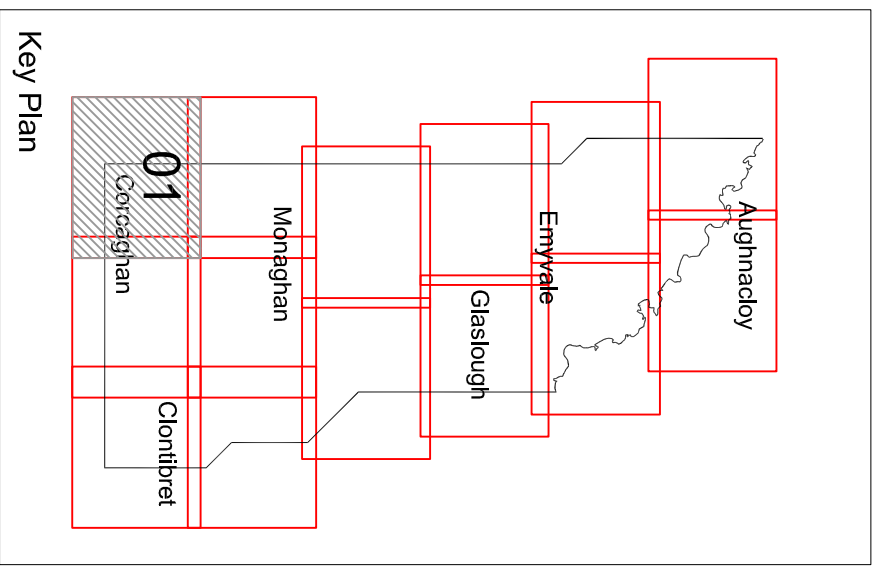 Aughnacloy
Emyvale
Glaslough
Monaghan
Clontibret
01
Corcaghan
Key Plan